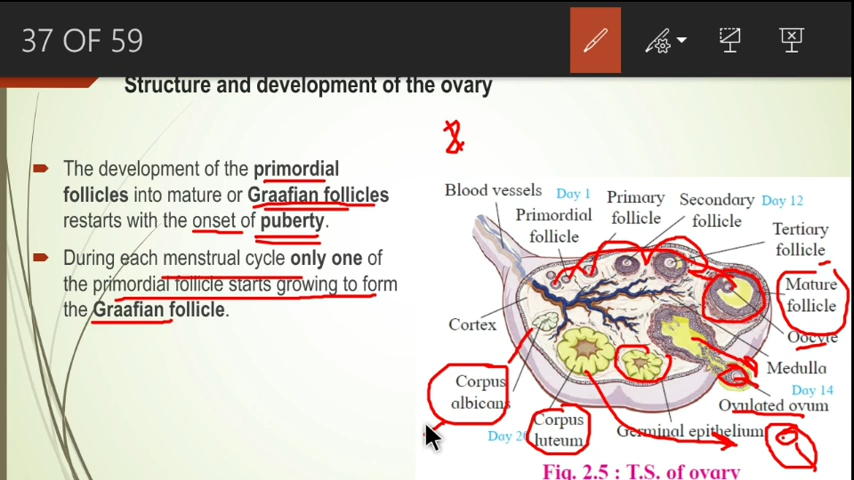 37 OF 59
Structure and development of the ovary
The development of the primordial
follicles into mature or Graafian follicles
restarts with the onset of puberty.
During each menstrual cycle only one of
the primordial follicle starts growing to form
the Graafian follicle.
Blood vessels
Day 1
Primordial
follicle
Primary
follicle
Secondary
follicle
Day 12
Tertiary
follicle
Mature
follicle
Oocyte
Medulla
Day 14
Ovulated ovum
Germinal epithelium
Corpus
luteum
Day
Corpus
albicans
Cortex
Fig. 2.5 : T.S. of ovary